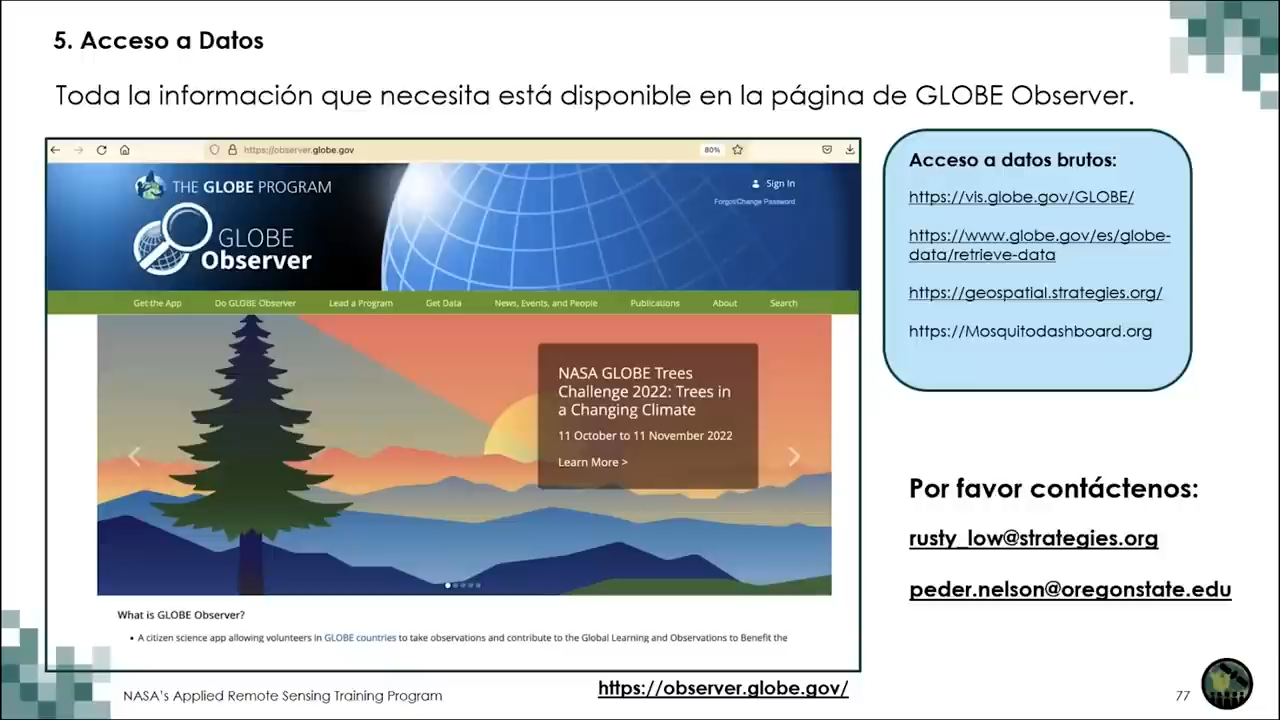 5. Acceso a Datos
Toda la información que necesita está disponible en la página de GLOBE Observer.
https://observer.globe.gov
80%
THE GLOBE PROGRAM
Sign In
Forgot/Change Password
GLOBE
Observer
Get the App Do GLOBE Observer Lead a Program Get Data News, Events, and People Publications About Search
NASA GLOBE Trees
Challenge 2022: Trees in
a Changing Climate
11 October to 11 November 2022
Learn More >
What is GLOBE Observer?
• A citizen science app allowing volunteers in GLOBE countries to take observations and contribute to the Global Learning and Observations to Benefit the
https://observer.globe.gov/
Acceso a datos brutos:
https://vis.globe.gov/GLOBE/
https://www.globe.gov/es/globe-
data/retrieve-data
https://geospatial.strategies.org/
https://Mosquitodashboard.org
Por favor contáctenos:
rusty_low@strategies.org
peder.nelson@oregonstate.edu
NASA's Applied Remote Sensing Training Program
77